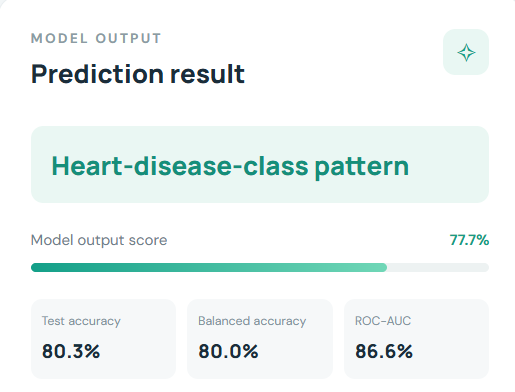 MODEL OUTPUT
Prediction result
Heart-disease-class pattern
Model output score 77.7%
Test accuracy Balanced accuracy ROC-AUC
80.3% 80.0% 86.6%